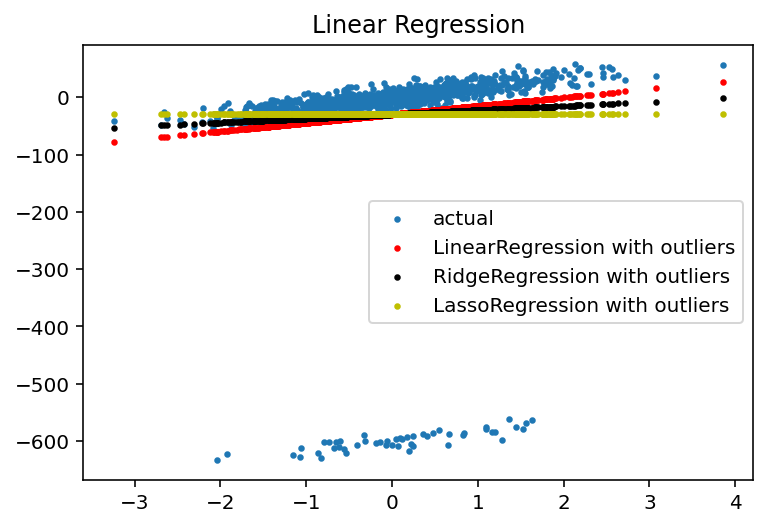 Linear Regression
0
−100
−200
−300
−400
−500
−600
actual
LinearRegression with outliers
RidgeRegression with outliers
LassoRegression with outliers
−3 −2 −1 0 1 2 3 4